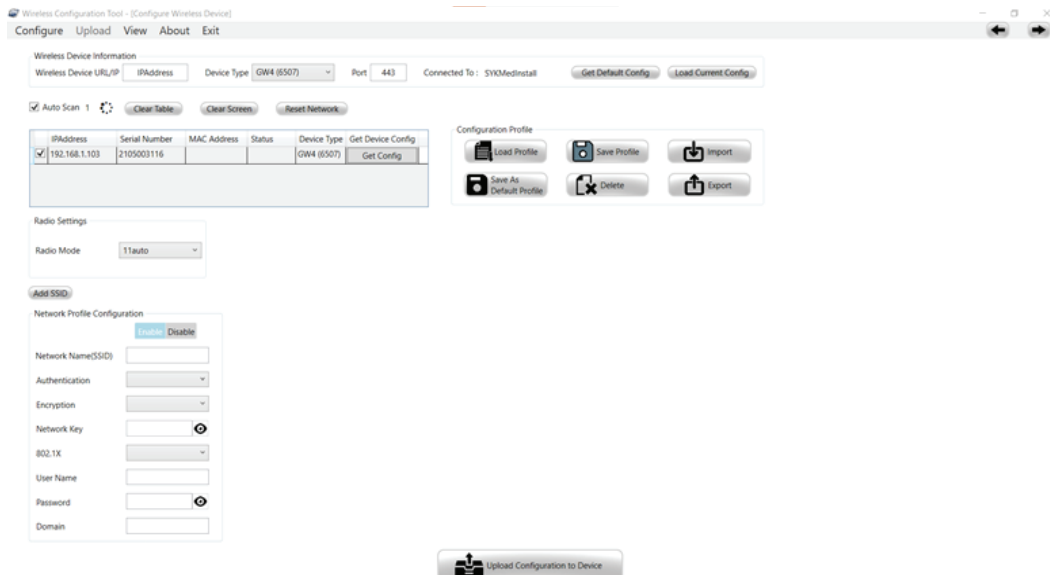 Wireless Configuration Tool - [Configure Wireless Device]
Configure Upload View About Exit
Wireless Device Information
Wireless Device URL/IP IPAddress Device Type GW4 (6507) Port 443 Connected To : SYKMedInstall Get Default Config Load Current Config
Auto Scan 1 Clear Table Clear Screen Reset Network
IPAddress Serial Number MAC Address Status Device Type Get Device Config
192.168.1.103 2105003116 GW4 (6507) Get Config
Configuration Profile
Load Profile Save Profile Import
Save As
Default Profile Delete Export
Radio Settings
Radio Mode 11auto
Add SSID
Network Profile Configuration
Enable Disable
Network Name(SSID)
Authentication
Encryption
Network Key
802.1X
User Name
Password
Domain
Upload Configuration to Device